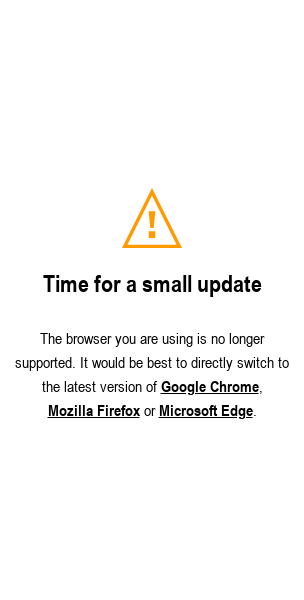 !
Time for a small update
The browser you are using is no longer
supported. It would be best to directly switch to
the latest version of Google Chrome,
Mozilla Firefox or Microsoft Edge.